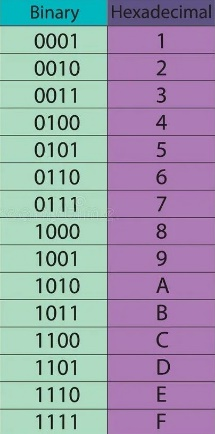 Binary Hexadecimal
0001 1
0010 2
0011 3
0100 4
0101 5
0110 6
0111 7
1000 8
1001 9
1010 A
1011 B
1100 C
1101 D
1110 E
1111 F